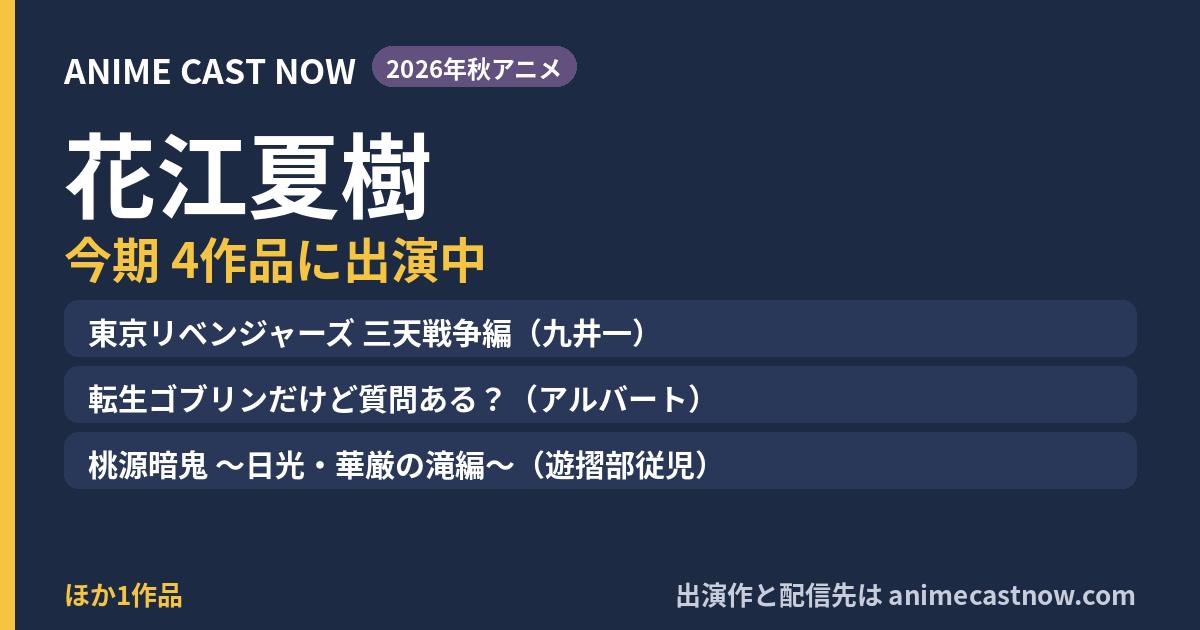 ANIME CAST NOW 2026年秋アニメ
花江夏樹
今期 4作品に出演中
東京リベンジャーズ 三天戦争編（九井一）
転生ゴブリンだけど質問ある？（アルバート）
桃源暗鬼 ～日光・華厳の滝編～（遊摺部従児）
ほか1作品
出演作と配信先は animecastnow.com